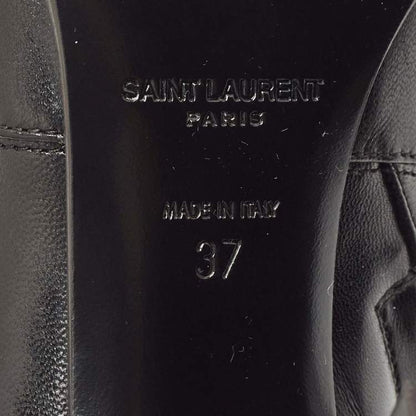 SAINT LAURENT
PARIS
MADE IN ITALY
37